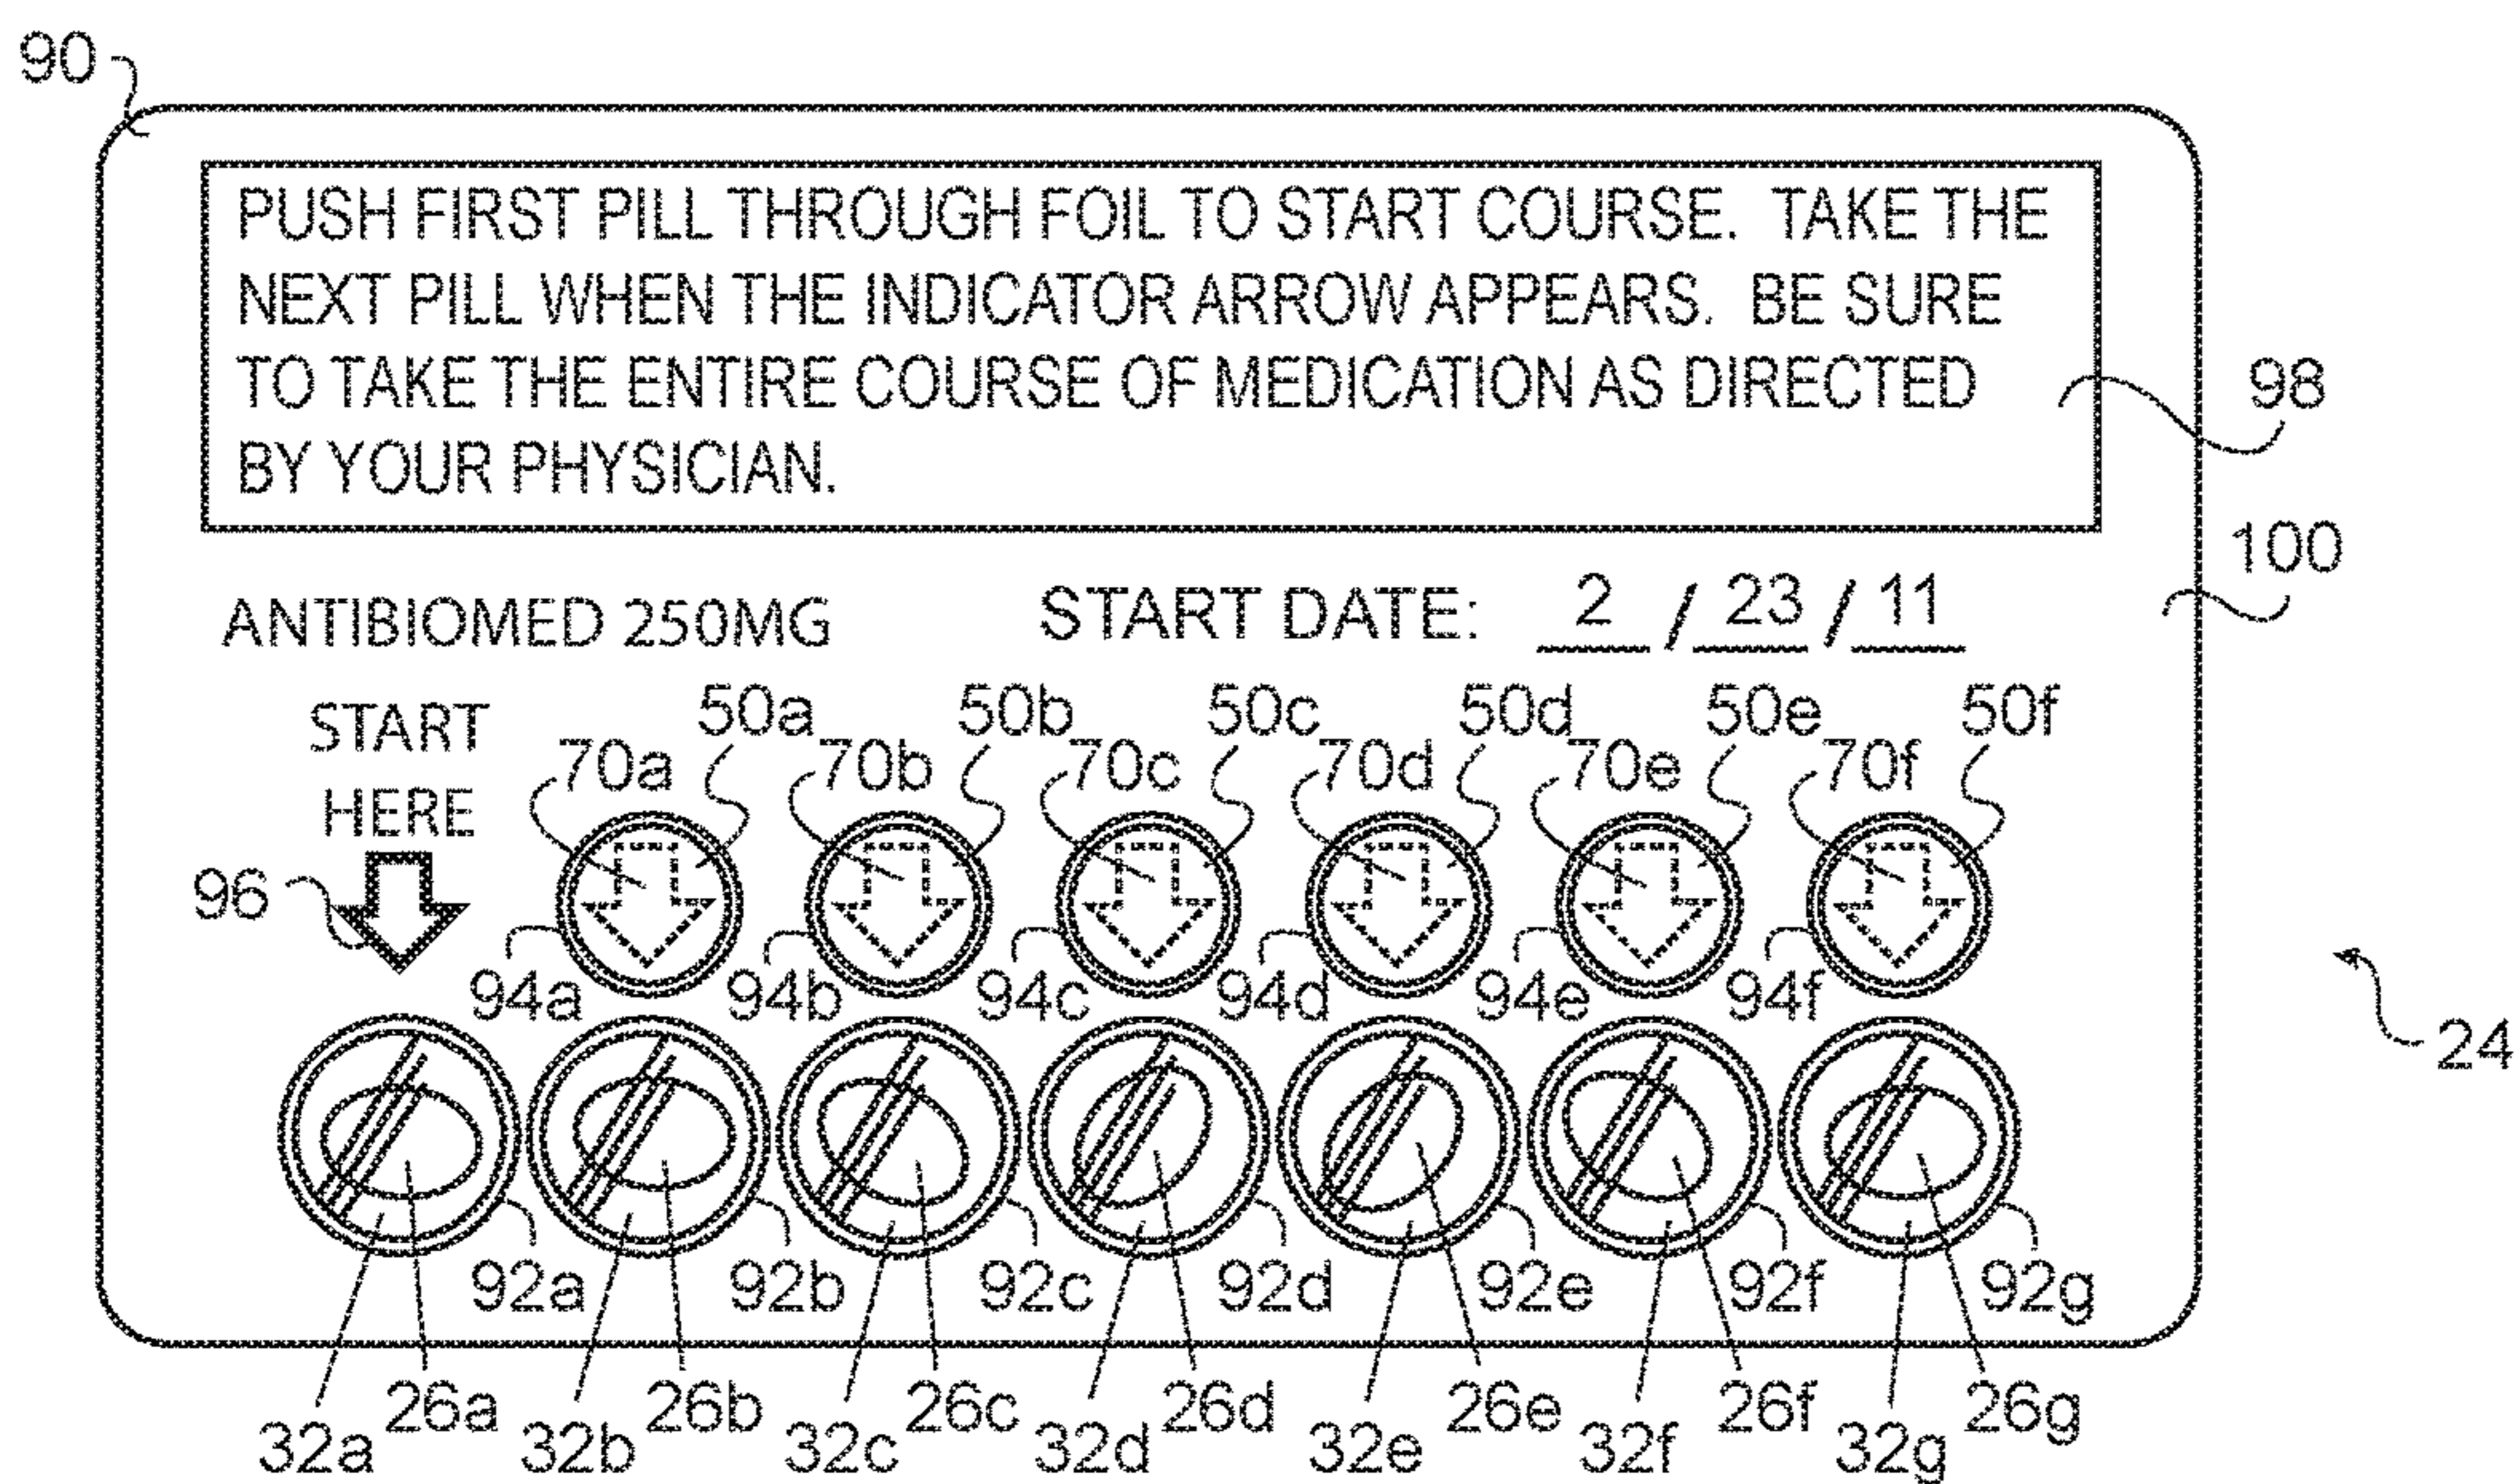 90
PUSH FIRST PILL THROUGH FOIL TO START COURSE. TAKE THE
NEXT PILL WHEN THE INDICATOR ARROW APPEARS. BE SURE
TO TAKE THE ENTIRE COURSE OF MEDICATION AS DIRECTED
BY YOUR PHYSICIAN.
98
100
ANTIBIOMED 250MG START DATE: 2 / 23 / 11
START
HERE
50a 50b 50c 50d 50e 50f
70a 70b 70c 70d 70e 70f
96
94a 94b 94c 94d 94e 94f
24
92a 92b 92c 92d 92e 92f 92g
26a 26b 26c 26d 26e 26f 26g
32a 32b 32c 32d 32e 32f 32g